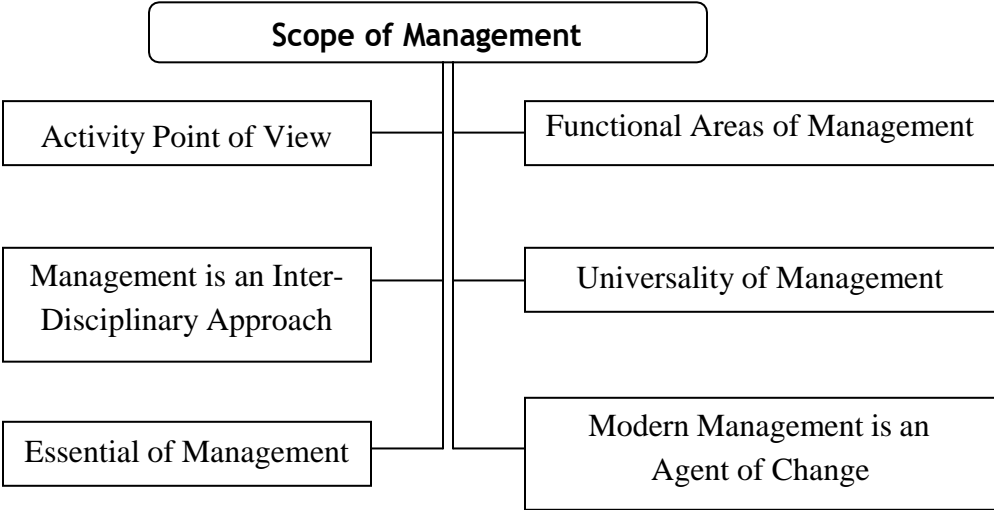 Scope of Management
Activity Point of View
Functional Areas of Management
Management is an Inter-
Disciplinary Approach
Universality of Management
Essential of Management
Modern Management is an
Agent of Change